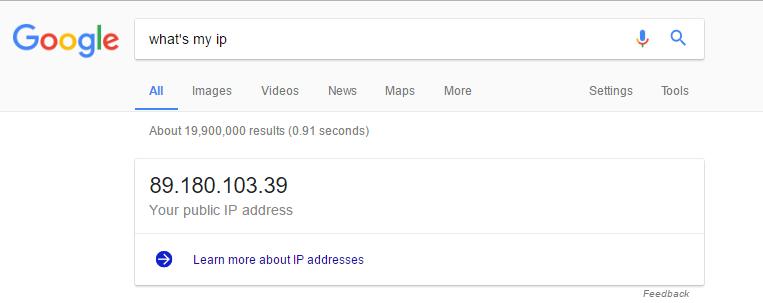 Google
what's my ip
All Images Videos News Maps More Settings Tools
About 19,900,000 results (0.91 seconds)
89.180.103.39
Your public IP address
Learn more about IP addresses
Feedback